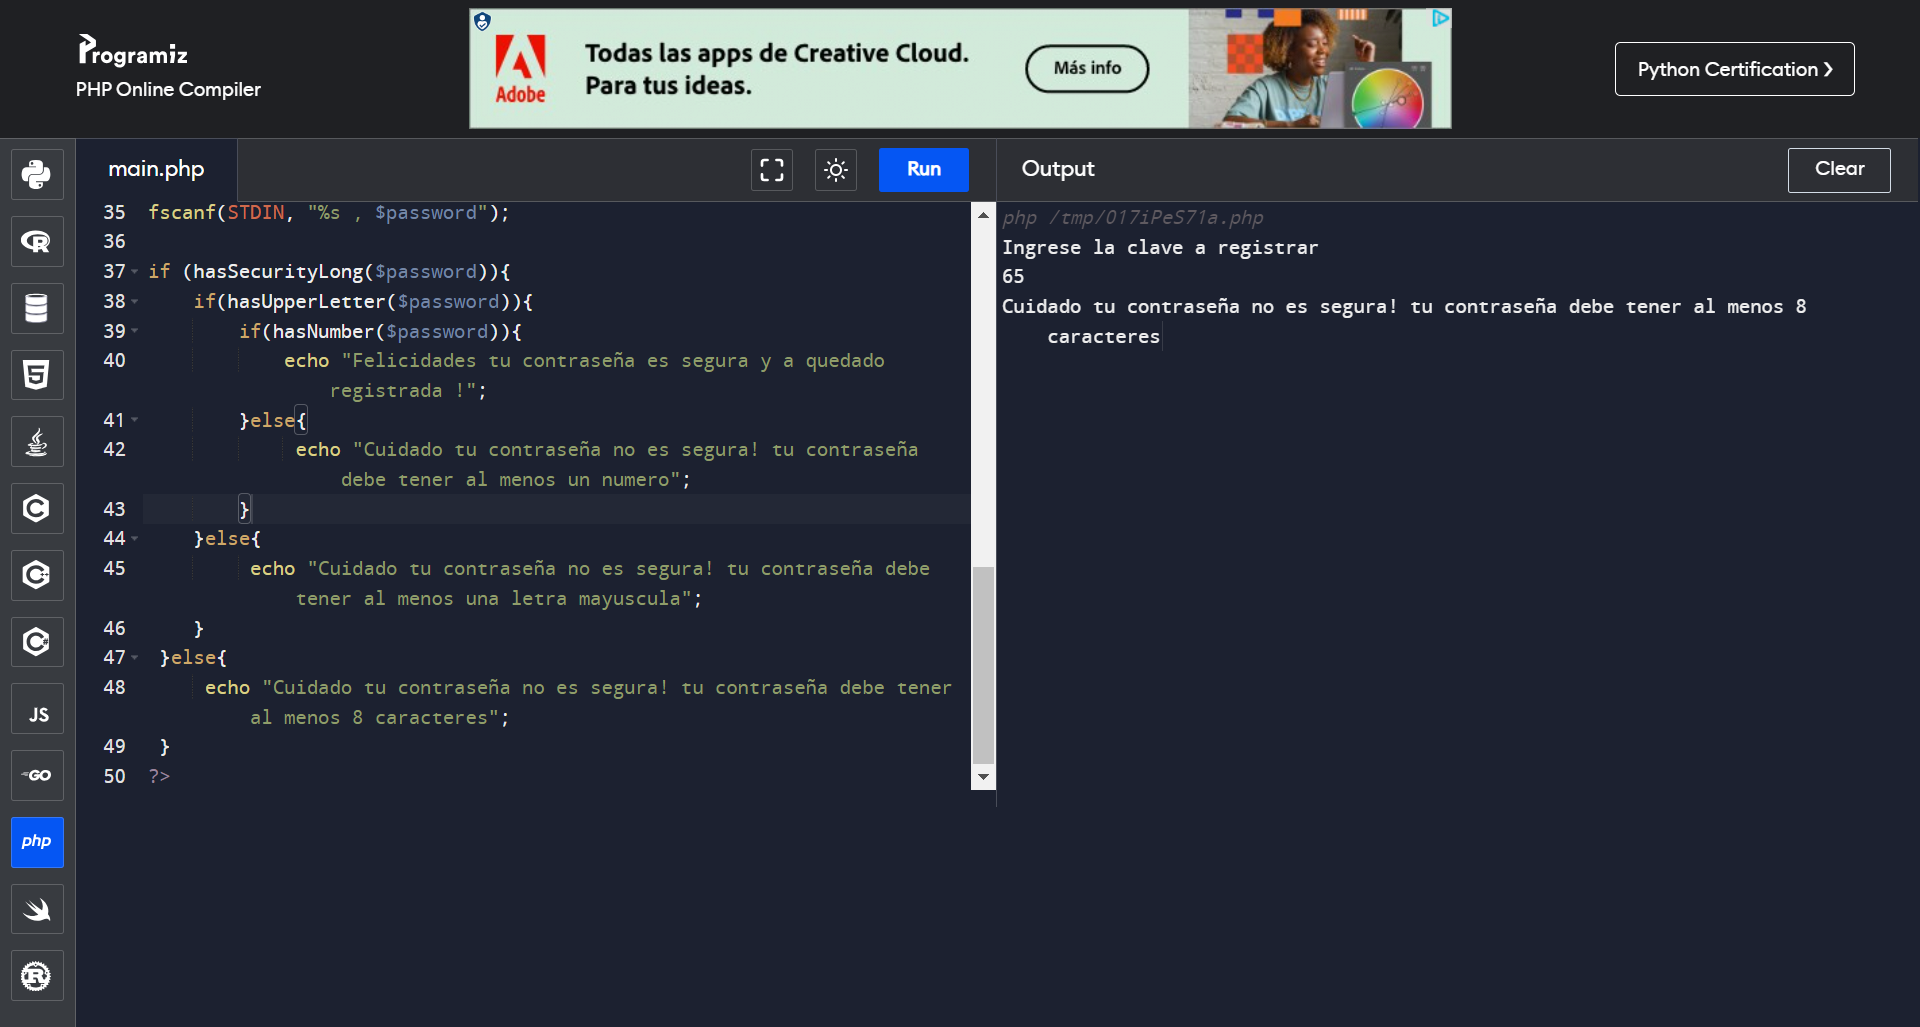 Programiz
PHP Online Compiler
Adobe
Todas las apps de Creative Cloud.
Para tus ideas.
Más info
Python Certification ❯
main.php
Run
Output
Clear
35 fscanf(STDIN, "%s , $password");
36
37 if (hasSecurityLong($password)){
38 if(hasUpperLetter($password)){
39 if(hasNumber($password)){
40 echo "Felicidades tu contraseña es segura y a quedado
registrada !";
41 }else{
42 echo "Cuidado tu contraseña no es segura! tu contraseña
debe tener al menos un numero";
43 }
44 }else{
45 echo "Cuidado tu contraseña no es segura! tu contraseña debe
tener al menos una letra mayuscula";
46 }
47 }else{
48 echo "Cuidado tu contraseña no es segura! tu contraseña debe tener
al menos 8 caracteres";
49 }
50 ?>
php /tmp/017iPeS71a.php
Ingrese la clave a registrar
65
Cuidado tu contraseña no es segura! tu contraseña debe tener al menos 8
caracteres
R
5
C
C++
C#
JS
GO
php
R